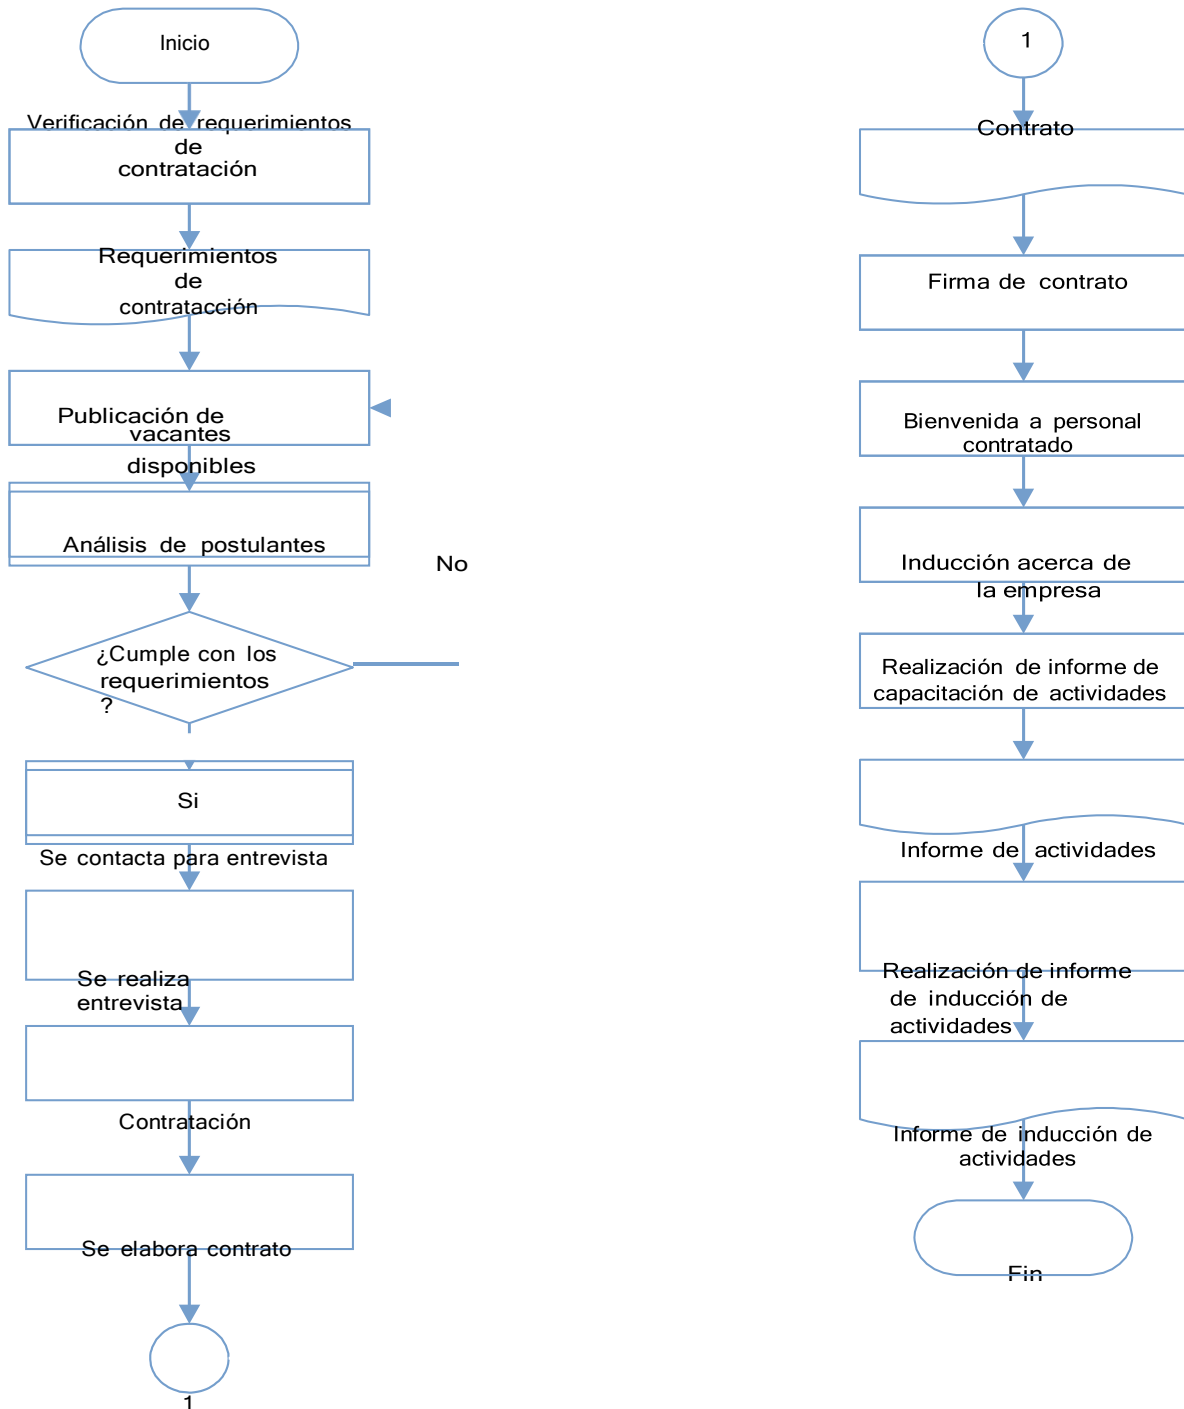 Inicio
Verificación de requerimientos
de
contratación
Requerimientos
de
contratacción
Publicación de
vacantes
disponibles
Análisis de postulantes
No
¿Cumple con los
requerimientos
?
Si
Se contacta para entrevista
Se realiza
entrevista
Contratación
Se elabora contrato
1
1
Contrato
Firma de contrato
Bienvenida a personal
contratado
Inducción acerca de
la empresa
Realización de informe de
capacitación de actividades
Informe de actividades
Realización de informe
de inducción de
actividades
Informe de inducción de
actividades
Fin